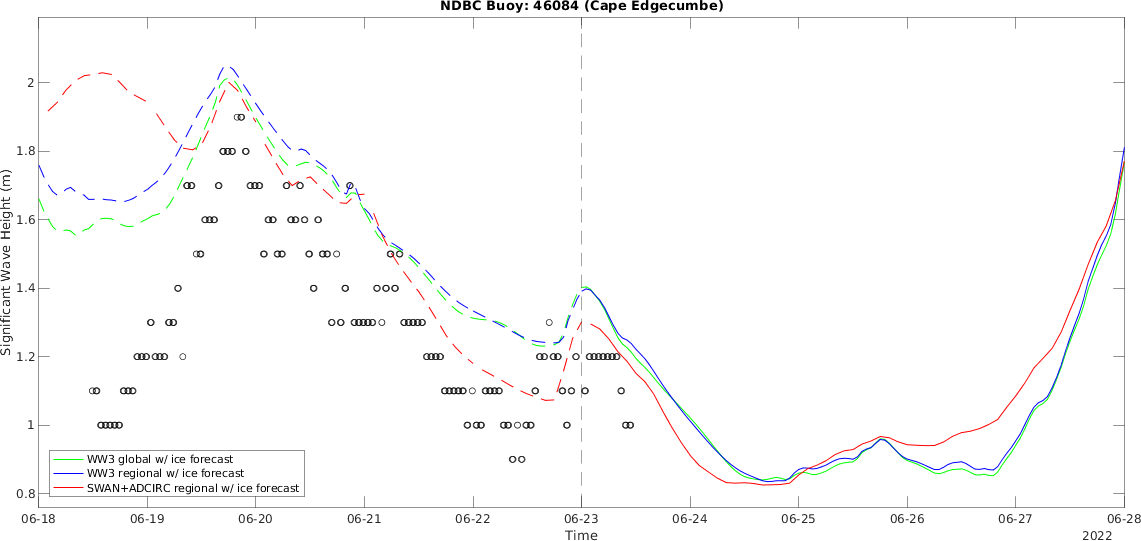 NDBC Buoy: 46084 (Cape Edgecumbe)
Significant Wave Height (m)
2
1.8
1.6
1.4
1.2
1
0.8
WW3 global w/ ice forecast
WW3 regional w/ ice forecast
SWAN+ADCIRC regional w/ ice forecast
06-18 06-19 06-20 06-21 06-22 06-23 06-24 06-25 06-26 06-27 06-28
Time
2022